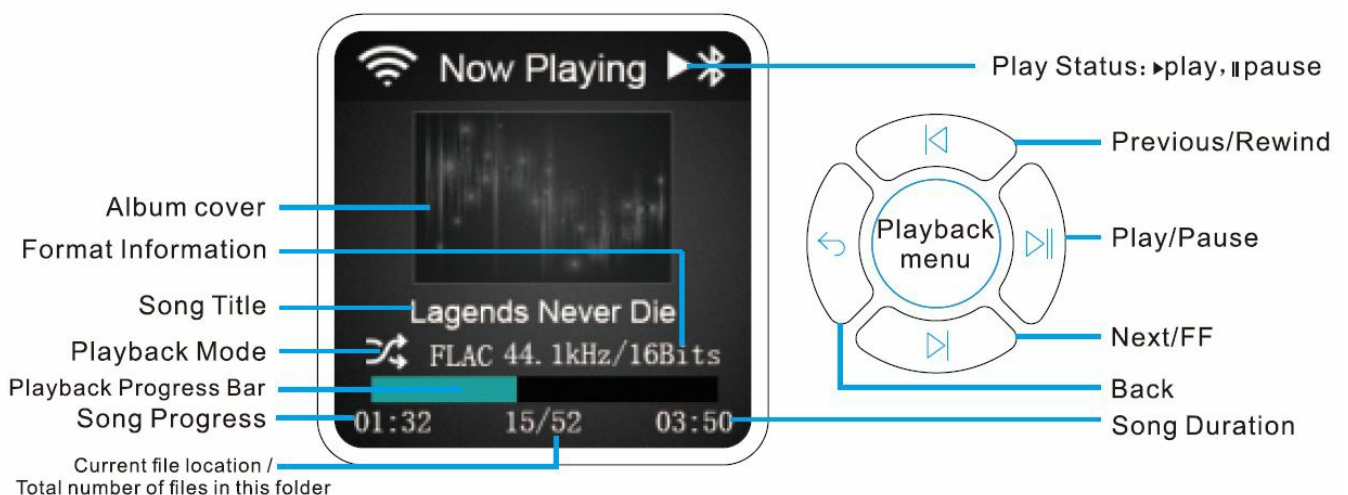 Now Playing
Play Status: ▶play, ⏸pause
Previous/Rewind
Album cover
Format Information
Playback
menu
Play/Pause
Song Title
Lagends Never Die
Next/FF
Playback Mode
FLAC 44.1kHz/16Bits
Playback Progress Bar
Back
Song Progress
01:32 15/52 03:50
Song Duration
Current file location /
Total number of files in this folder